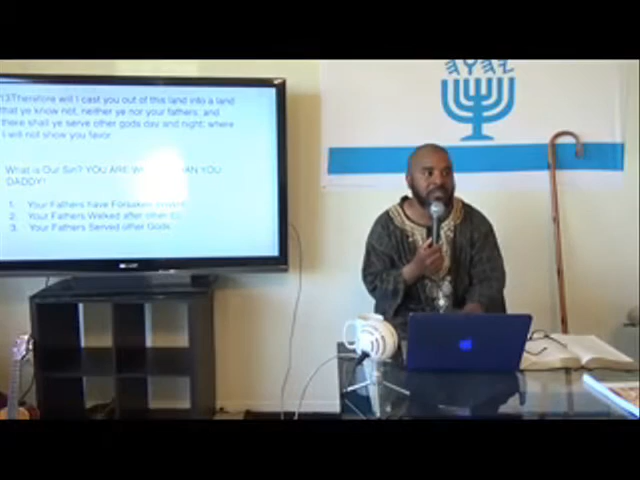 13Therefore will I cast you out of this land into a land
that ye know not, neither ye nor your fathers; and
there shall ye serve other gods day and night; where
I will not show you favor.
What is Our Sin? YOU ARE THAN YOU
DADDY!
1. Your Fathers have Forsaken
2. Your Fathers Walked after other
3. Your Fathers Served other Gods